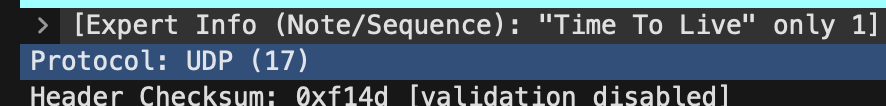 > [Expert Info (Note/Sequence): "Time To Live" only 1]
Protocol: UDP (17)
Header Checksum: 0xf14d [validation disabled]